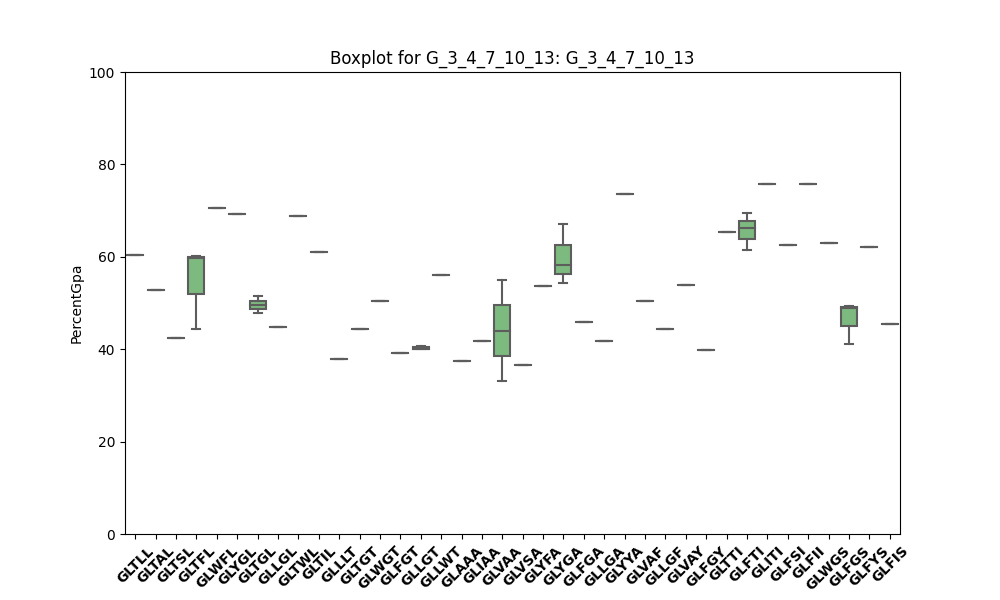 Boxplot for G_3_4_7_10_13: G_3_4_7_10_13
PercentGpa
100
80
60
40
20
0
GLTLL
GLTAL
GLTSL
GLTFL
GLWFL
GLYGL
GLTGL
GLLGL
GLTWL
GLTIL
GLLLT
GLTGT
GLWGT
GLFGT
GLLGT
GLLWT
GLAAA
GLIAA
GLVAA
GLVSA
GLYFA
GLYGA
GLFGA
GLLGA
GLYYA
GLVAF
GLLGF
GLVAY
GLFGY
GLTTI
GLFTI
GLITI
GLFSI
GLFII
GLWGS
GLFGS
GLFYS
GLFIS